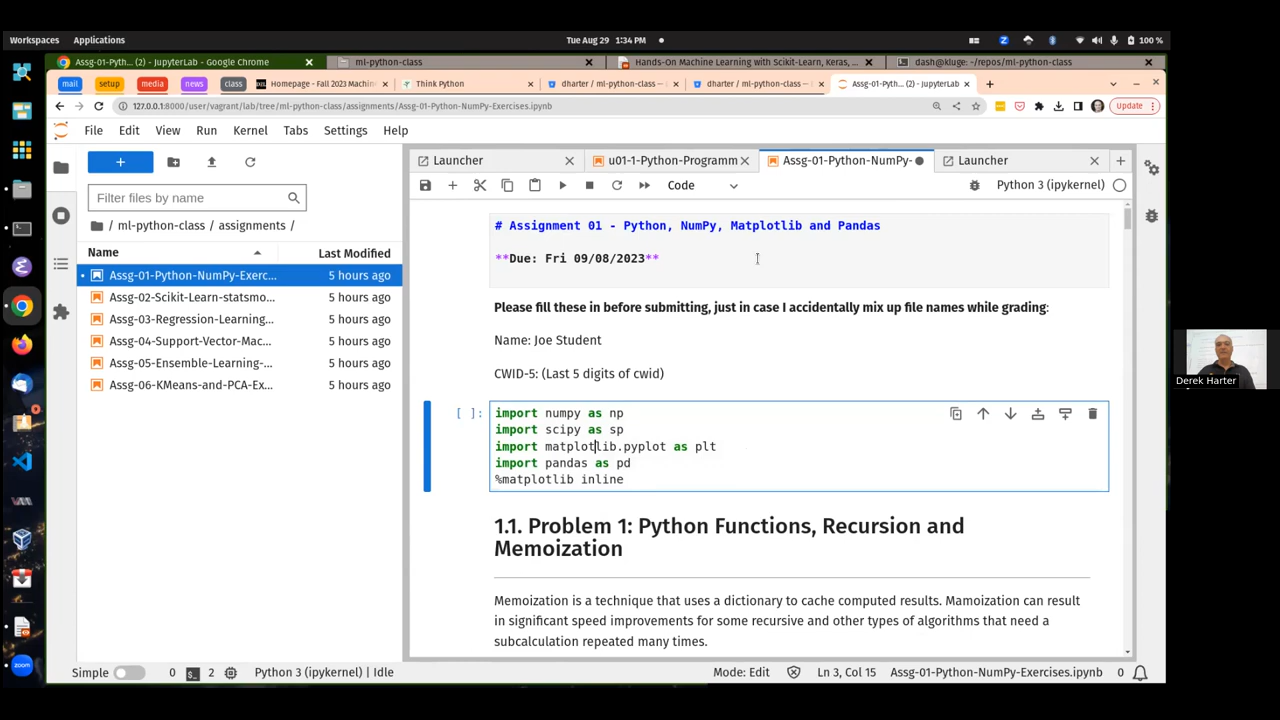 Workspaces Applications Tue Aug 29 1:34 PM 100 %
Assg-01-Pyth... (2) - JupyterLab - Google Chrome ml-python-class Hands-On Machine Learning with Scikit-Learn, Keras, ... dash@kluge: ~/repos/ml-python-class
mail setup media news class Homepage - Fall 2023 Machin Think Python dharter / ml-python-class — dharter / ml-python-class — Assg-01-Pyth... (2) - JupyterLab
127.0.0.1:8000/user/vagrant/lab/tree/ml-python-class/assignments/Assg-01-Python-NumPy-Exercises.ipynb Update
File Edit View Run Kernel Tabs Settings Help
Launcher u01-1-Python-Programm Assg-01-Python-NumPy- Launcher
Code Python 3 (ipykernel)
Filter files by name
/ ml-python-class / assignments /
Name Last Modified
Assg-01-Python-NumPy-Exerc... 5 hours ago
Assg-02-Scikit-Learn-statsmo... 5 hours ago
Assg-03-Regression-Learning... 5 hours ago
Assg-04-Support-Vector-Mac... 5 hours ago
Assg-05-Ensemble-Learning-... 5 hours ago
Assg-06-KMeans-and-PCA-Ex... 5 hours ago
# Assignment 01 - Python, NumPy, Matplotlib and Pandas
**Due: Fri 09/08/2023**
Please fill these in before submitting, just in case I accidentally mix up file names while grading:
Name: Joe Student
CWID-5: (Last 5 digits of cwid)
[ ]: import numpy as np
import scipy as sp
import matplotlib.pyplot as plt
import pandas as pd
%matplotlib inline
1.1. Problem 1: Python Functions, Recursion and
Memoization
Memoization is a technique that uses a dictionary to cache computed results. Mamoization can result
in significant speed improvements for some recursive and other types of algorithms that need a
subcalculation repeated many times.
Simple 0 2 Python 3 (ipykernel) | Idle Mode: Edit Ln 3, Col 15 Assg-01-Python-NumPy-Exercises.ipynb 0
Derek Harter